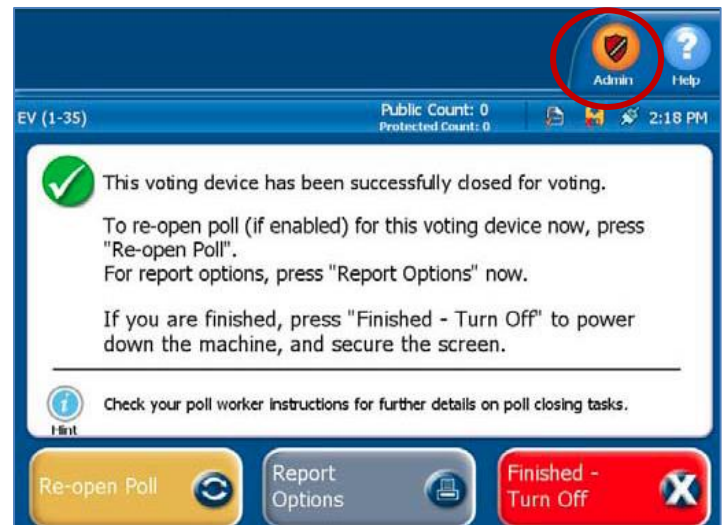 Admin
Help
EV (1-35)
Public Count: 0
Protected Count: 0
2:18 PM
This voting device has been successfully closed for voting.
To re-open poll (if enabled) for this voting device now, press
"Re-open Poll".
For report options, press "Report Options" now.
If you are finished, press "Finished - Turn Off" to power
down the machine, and secure the screen.
Check your poll worker instructions for further details on poll closing tasks.
Hint
Re-open Poll
Report
Options
Finished -
Turn Off